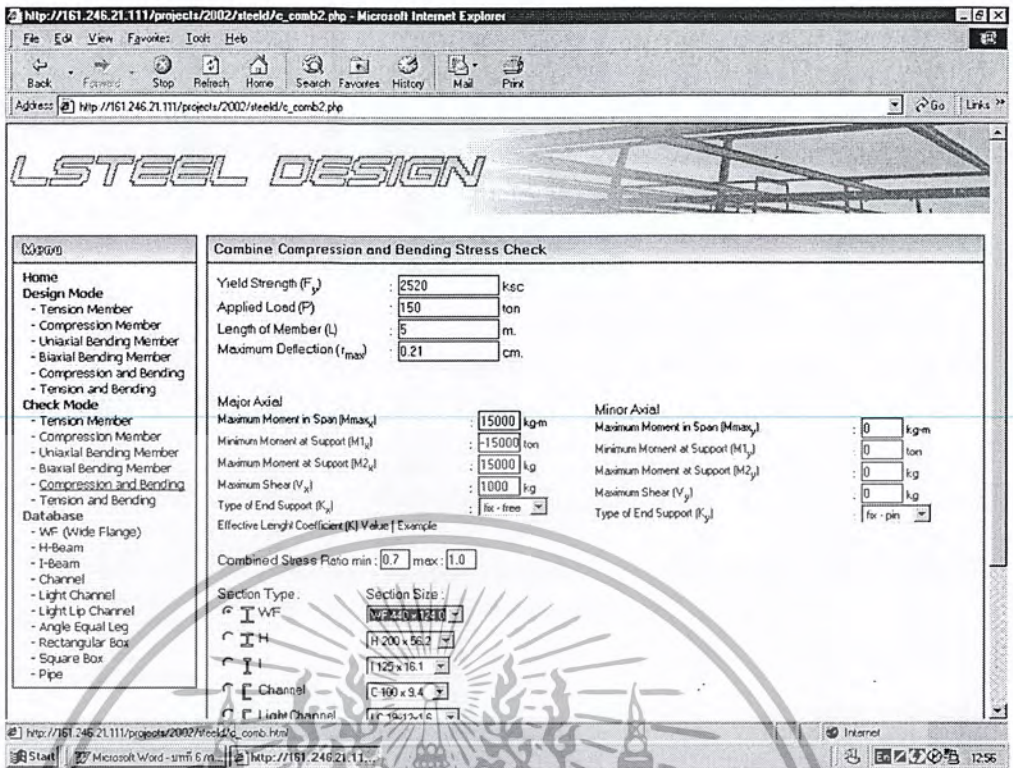 http://161.246.21.111/projects/2002/steeld/c_comb2.php - Microsoft Internet Explorer
File Edit View Favorites Tools Help
Back Forward Stop Refresh Home Search Favorites History Mail Print
Address http://161.246.21.111/projects/2002/steeld/c_comb2.php Go Links »
LSTEEL DESIGN
Menu
Home
Design Mode
- Tension Member
- Compression Member
- Uniaxial Bending Member
- Biaxial Bending Member
- Compression and Bending
- Tension and Bending
Check Mode
- Tension Member
- Compression Member
- Uniaxial Bending Member
- Biaxial Bending Member
- Compression and Bending
- Tension and Bending
Database
- WF (Wide Flange)
- H-Beam
- I-Beam
- Channel
- Light Channel
- Light Lip Channel
- Angle Equal Leg
- Rectangular Box
- Square Box
- Pipe
Combine Compression and Bending Stress Check
Yield Strength (Fy) : 2520 ksc
Applied Load (P) : 150 ton
Length of Member (L) : 5 m.
Maximum Deflection (rmax) : 0.21 cm.
Major Axial
Maximum Moment in Span (Mmaxx) : 15000 kg-m
Minimum Moment at Support (M1x) : -15000 ton
Maximum Moment at Support (M2x) : 15000 kg
Maximum Shear (Vx) : 1000 kg
Type of End Support (Kx) : fix - free
Effective Lenght Coefficient (K) Value | Example
Minor Axial
Maximum Moment in Span (Mmaxy) : 0 kg-m
Minimum Moment at Support (M1y) : 0 ton
Maximum Moment at Support (M2y) : 0 kg
Maximum Shear (Vy) : 0 kg
Type of End Support (Ky) : fix - pin
Combined Stress Ratio min : 0.7 max : 1.0
Section Type : Section Size :
WF
H H 200 x 56.2
I I 125 x 16.1
Channel C 100 x 9.4
Light Channel LC 19-12-1.6
http://161.246.21.111/projects/2002/steeld/d_comb.html Internet
Start Microsoft Word - บทที่ 6 ... http://161.246.21.11... En 12:56